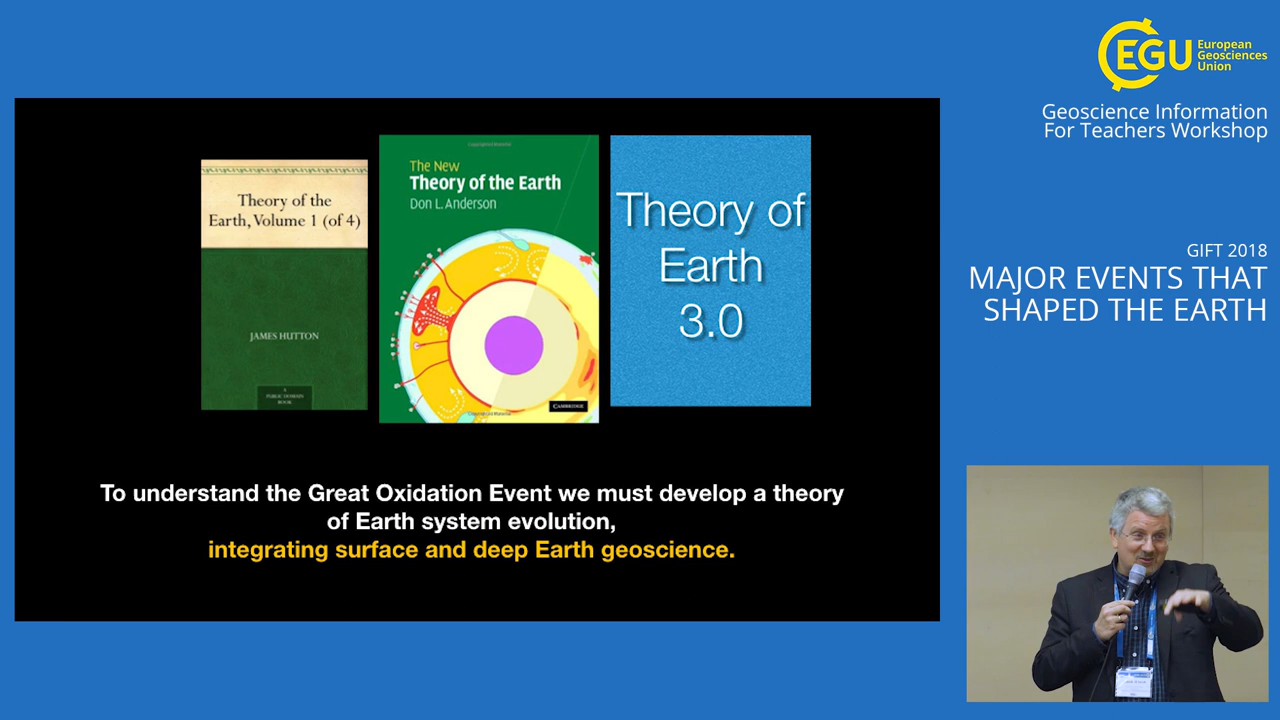 EGU
European
Geosciences
Union
Geoscience Information
For Teachers Workshop
GIFT 2018
MAJOR EVENTS THAT
SHAPED THE EARTH
Theory of the
Earth, Volume 1 (of 4)
JAMES HUTTON
A
PUBLIC DOMAIN
BOOK
The New
Theory of the Earth
Don L. Anderson
CAMBRIDGE
Theory of
Earth
3.0
To understand the Great Oxidation Event we must develop a theory
of Earth system evolution,
integrating surface and deep Earth geoscience.